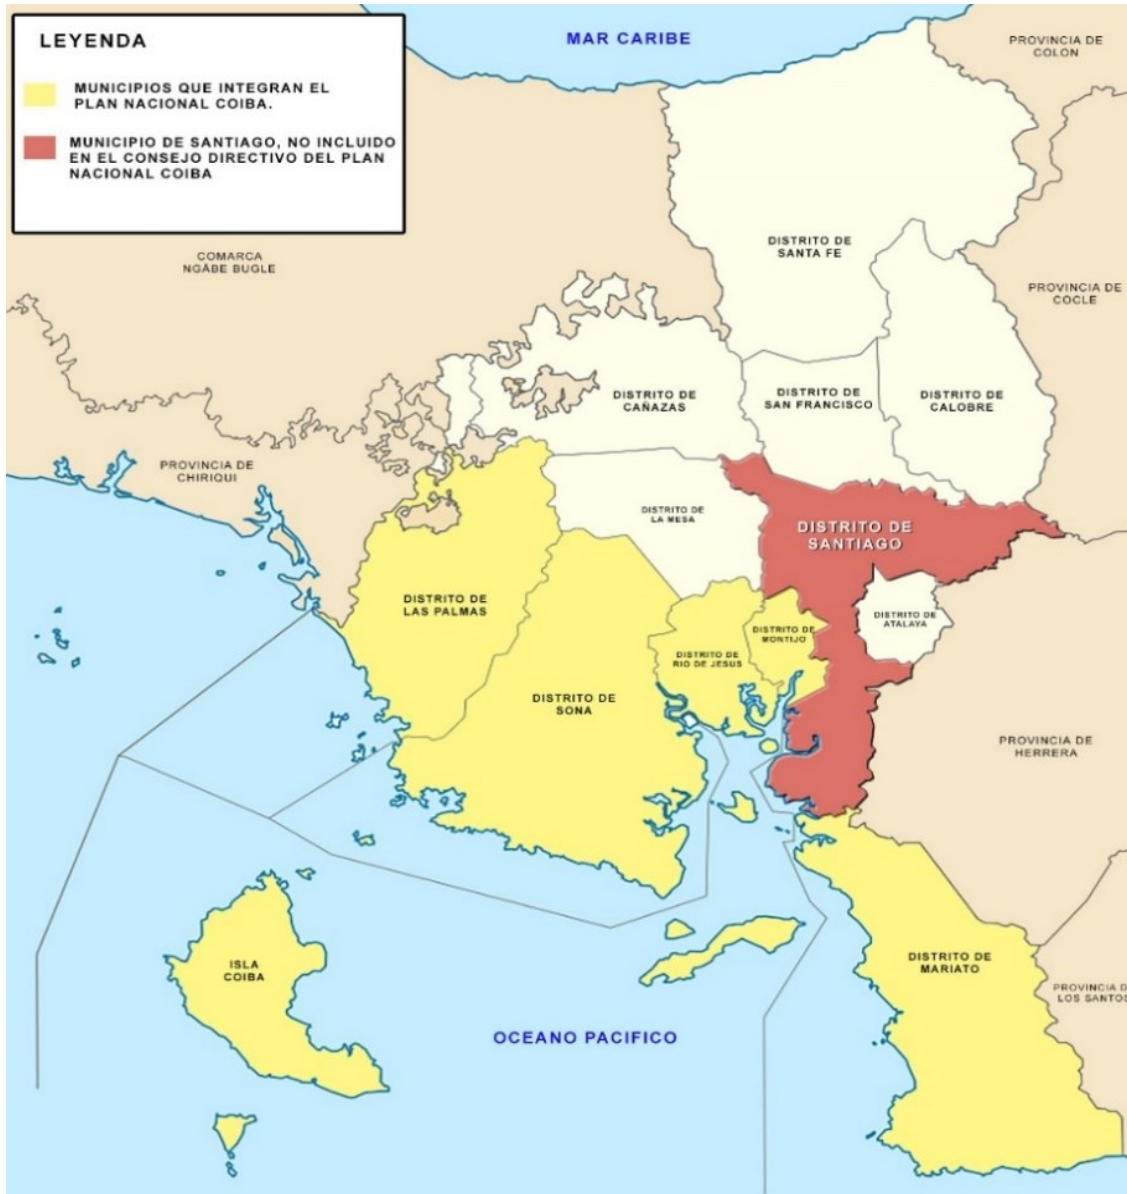 LEYENDA
MUNICIPIOS QUE INTEGRAN EL
PLAN NACIONAL COIBA.
MUNICIPIO DE SANTIAGO, NO INCLUIDO
EN EL CONSEJO DIRECTIVO DEL PLAN
NACIONAL COIBA
MAR CARIBE
PROVINCIA DE
COLON
COMARCA
NGÄBE BUGLE
DISTRITO DE
SANTA FE
PROVINCIA DE
COCLE
DISTRITO DE
CAÑAZAS
DISTRITO DE
SAN FRANCISCO
DISTRITO DE
CALOBRE
PROVINCIA DE
CHIRIQUI
DISTRITO DE
LA MESA
DISTRITO DE
SANTIAGO
DISTRITO DE
LAS PALMAS
DISTRITO DE
ATALAYA
DISTRITO DE
MONTIJO
DISTRITO DE
RIO DE JESUS
DISTRITO DE
SONA
PROVINCIA DE
HERRERA
ISLA
COIBA
DISTRITO DE
MARIATO
PROVINCIA D
LOS SANTOS
OCEANO PACIFICO